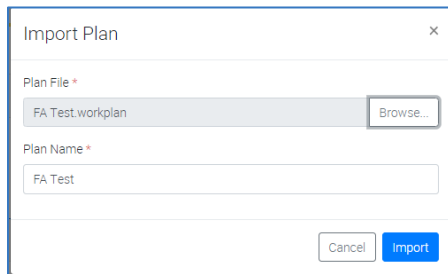 Import Plan ×
Plan File *
FA Test.workplan Browse...
Plan Name *
FA Test
Cancel Import